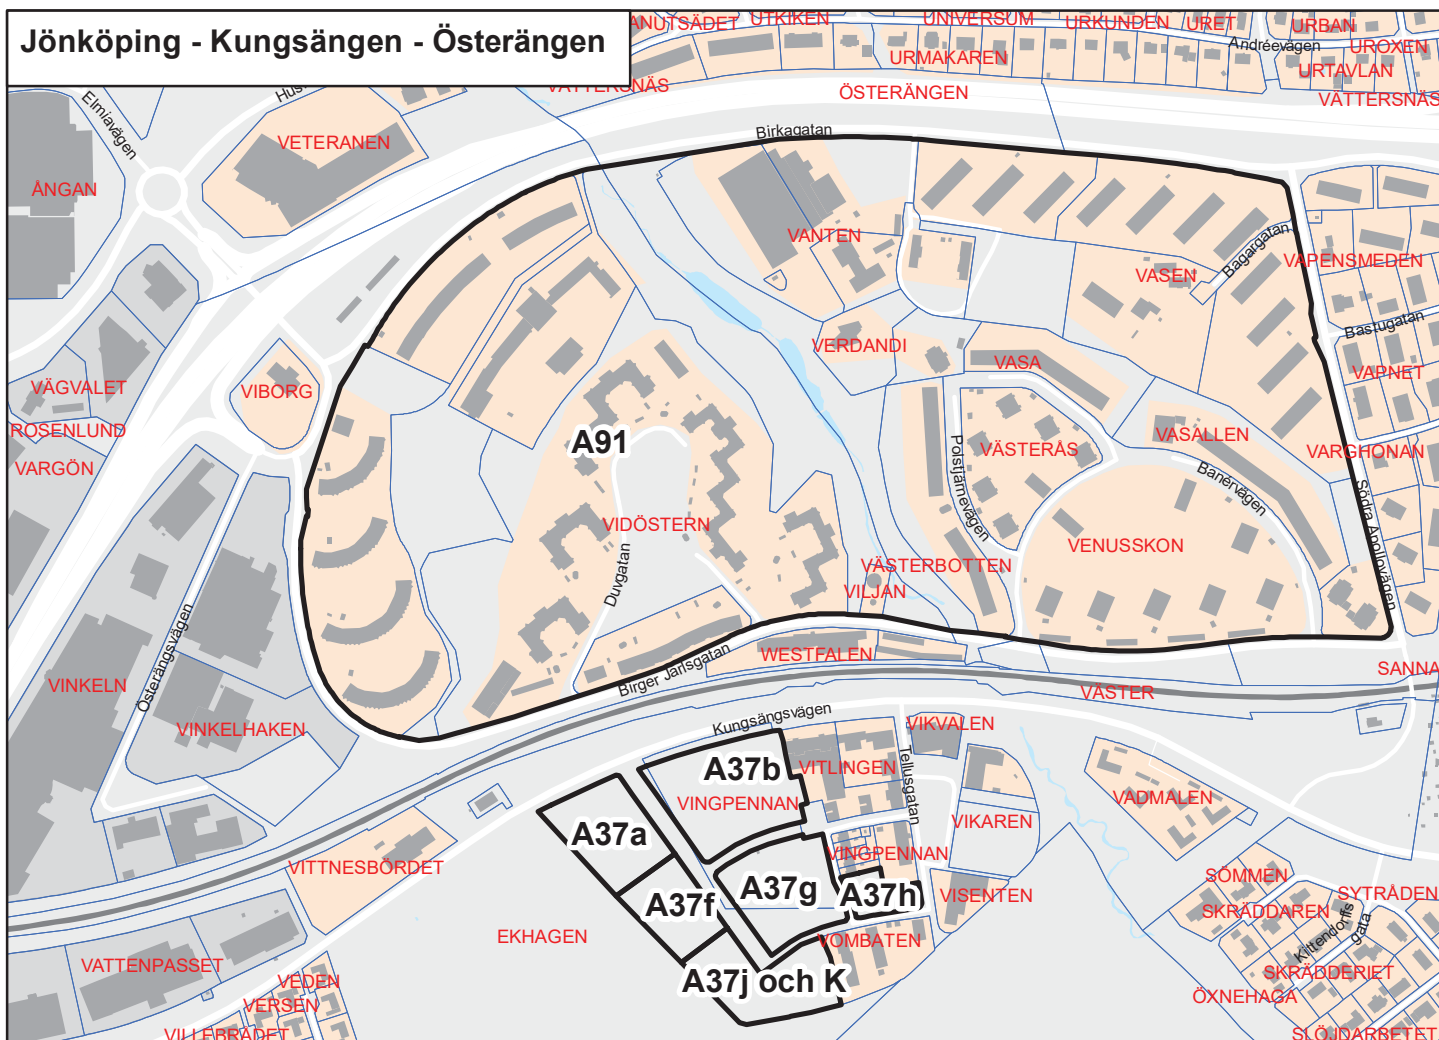 Jönköping - Kungsängen - Österängen
UTKIKEN
UNIVERSUM
URKUNDEN
URET
URBAN
Andréevägen
UROXEN
URMAKAREN
URTAVLAN
ÖSTERÄNGEN
VÄTTERSNÄS
VÄTTERSNÄS
Elmiavägen
VETERANEN
Birkagatan
ÅNGAN
VANTEN
Bagargatan
VASEN
VAPENSMEDEN
Bastugatan
VERDANDI
VASA
VAPNET
VÄGVALET
VIBORG
ROSENLUND
VARGÖN
A91
VÄSTERÅS
VASALLEN
VARGHONAN
Polstjärnevägen
Banérvägen
Södra Apollovägen
VIDÖSTERN
VENUSSKON
VÄSTERBOTTEN
VILJAN
Duvgatan
Österängsvägen
WESTFALEN
Birger Jarlsgatan
VINKELN
VÄSTER
SANNA
VINKELHAKEN
Kungsängsvägen
VIKVALEN
Tellusgatan
A37b
VITLINGEN
VINGPENNAN
VADMALEN
A37a
VIKAREN
VINGPENNAN
VITTNESBÖRDET
A37g
A37h
VISENTEN
SÖMMEN
SYTRÅDEN
A37f
SKRÄDDAREN
Kittendorffs
gata
EKHAGEN
VOMBATEN
VATTENPASSET
A37j och K
SKRÄDDERIET
VEDEN
VERSEN
ÖXNEHAGA
VILLEBRÅDET
SLÖJDARBETET